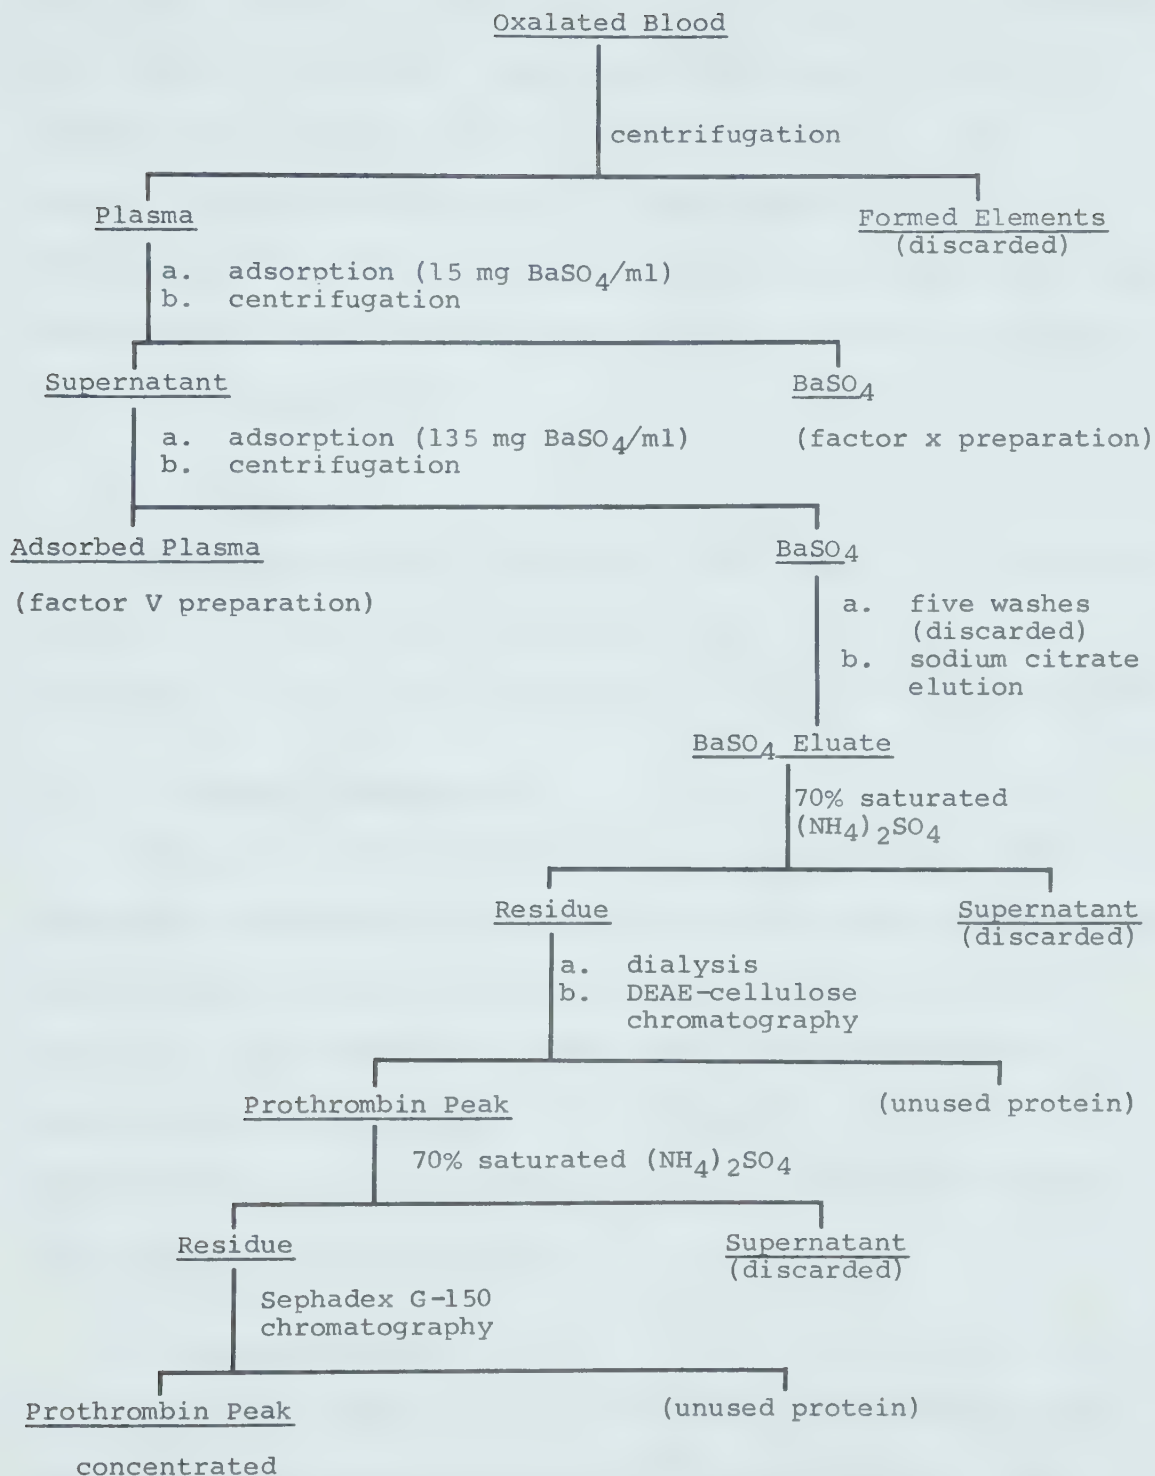 Oxalated Blood
centrifugation
Plasma
Formed Elements
(discarded)
a. adsorption (15 mg BaSO4/ml)
b. centrifugation
Supernatant
BaSO4
(factor x preparation)
a. adsorption (135 mg BaSO4/ml)
b. centrifugation
Adsorbed Plasma
(factor V preparation)
BaSO4
a. five washes
(discarded)
b. sodium citrate
elution
BaSO4 Eluate
70% saturated
(NH4)2SO4
Residue
Supernatant
(discarded)
a. dialysis
b. DEAE-cellulose
chromatography
Prothrombin Peak
(unused protein)
70% saturated (NH4)2SO4
Residue
Supernatant
(discarded)
Sephadex G-150
chromatography
Prothrombin Peak
(unused protein)
concentrated